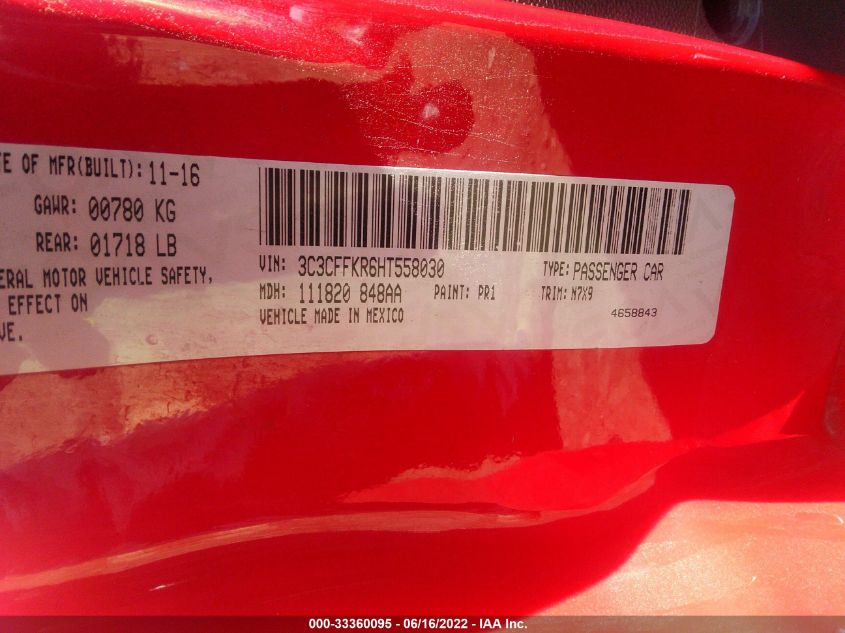 TE OF MFR(BUILT): 11-16
GAWR: 00780 KG
REAR: 01718 LB
ERAL MOTOR VEHICLE SAFETY,
EFFECT ON
VE.
VIN: 3C3CFFKR6HT558030 TYPE: PASSENGER CAR
MDH: 111820 848AA PAINT: PR1 TRIM: N7X9
VEHICLE MADE IN MEXICO 4658843
000-33360095 - 06/16/2022 - IAA Inc.